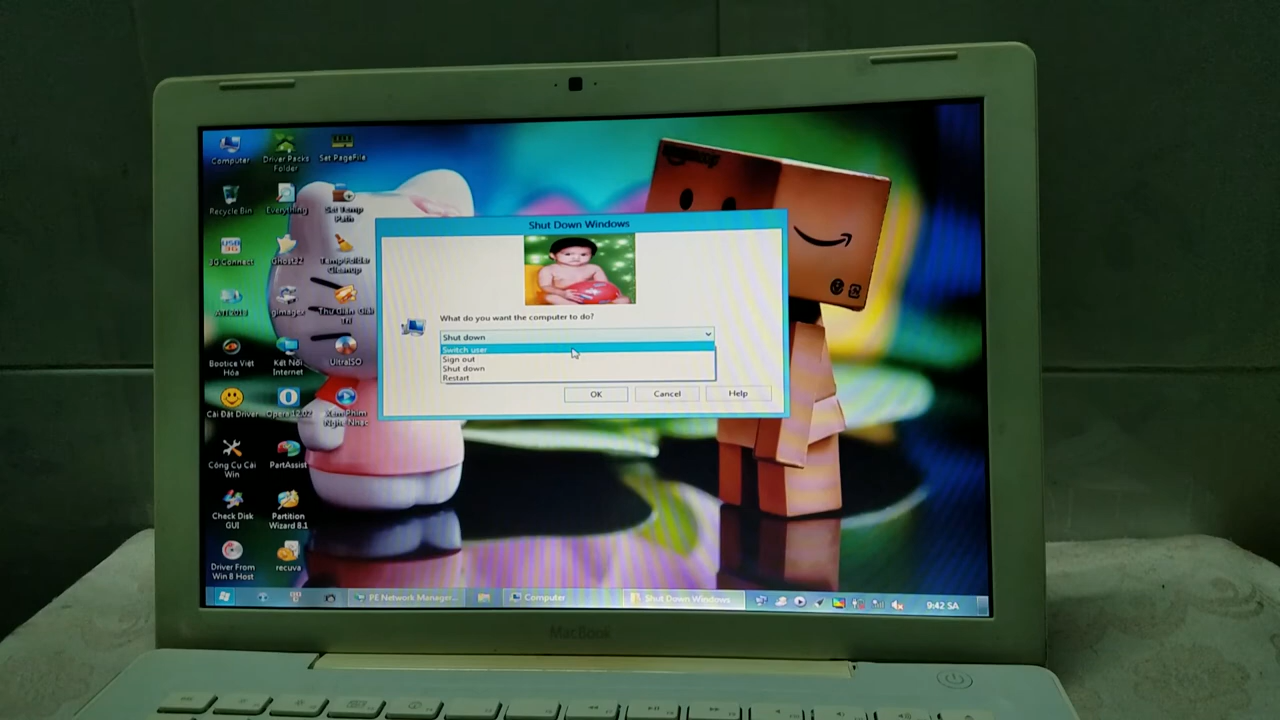 Computer
Driver Packs
Folder
Set PageFile
Recycle Bin
Everything
Set Temp
Path
3G Connect
Ghost32
Temp Folder
Cleanup
gimagex
Thư Giản Giải
Trí
Bootice Việt
Hóa
Kết Nối
Internet
UltraISO
Cài Đặt Driver
Opera 12.02
Xem Phim
Nghe Nhạc
Công Cụ Cài
Win
PartAssist
Check Disk
GUI
Partition
Wizard 8.1
Driver From
Win 8 Host
recuva
Shut Down Windows
What do you want the computer to do?
Shut down
Switch user
Sign out
Shut down
Restart
OK
Cancel
Help
PE Network Manager...
Computer
Shut Down Windows
9:42 SA
MacBook